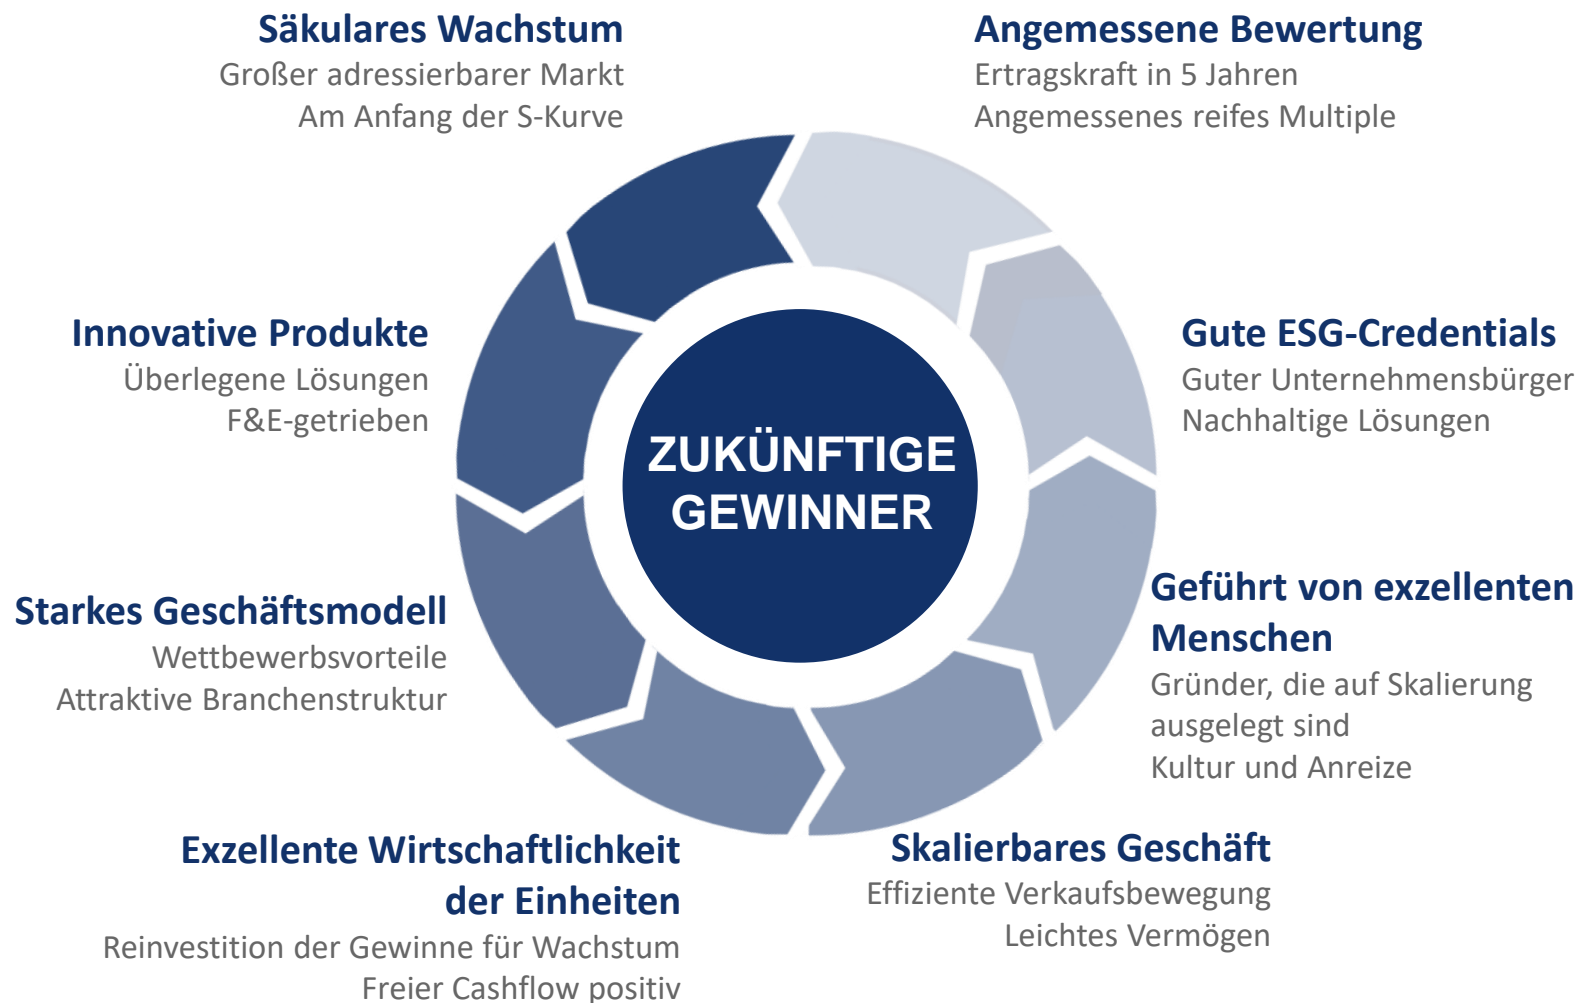 Säkulares Wachstum
Großer adressierbarer Markt
Am Anfang der S-Kurve
Angemessene Bewertung
Ertragskraft in 5 Jahren
Angemessenes reifes Multiple
Innovative Produkte
Überlegene Lösungen
F&E-getrieben
Gute ESG-Credentials
Guter Unternehmensbürger
Nachhaltige Lösungen
ZUKÜNFTIGE
GEWINNER
Starkes Geschäftsmodell
Wettbewerbsvorteile
Attraktive Branchenstruktur
Geführt von exzellenten
Menschen
Gründer, die auf Skalierung
ausgelegt sind
Kultur und Anreize
Exzellente Wirtschaftlichkeit
der Einheiten
Reinvestition der Gewinne für Wachstum
Freier Cashflow positiv
Skalierbares Geschäft
Effiziente Verkaufsbewegung
Leichtes Vermögen